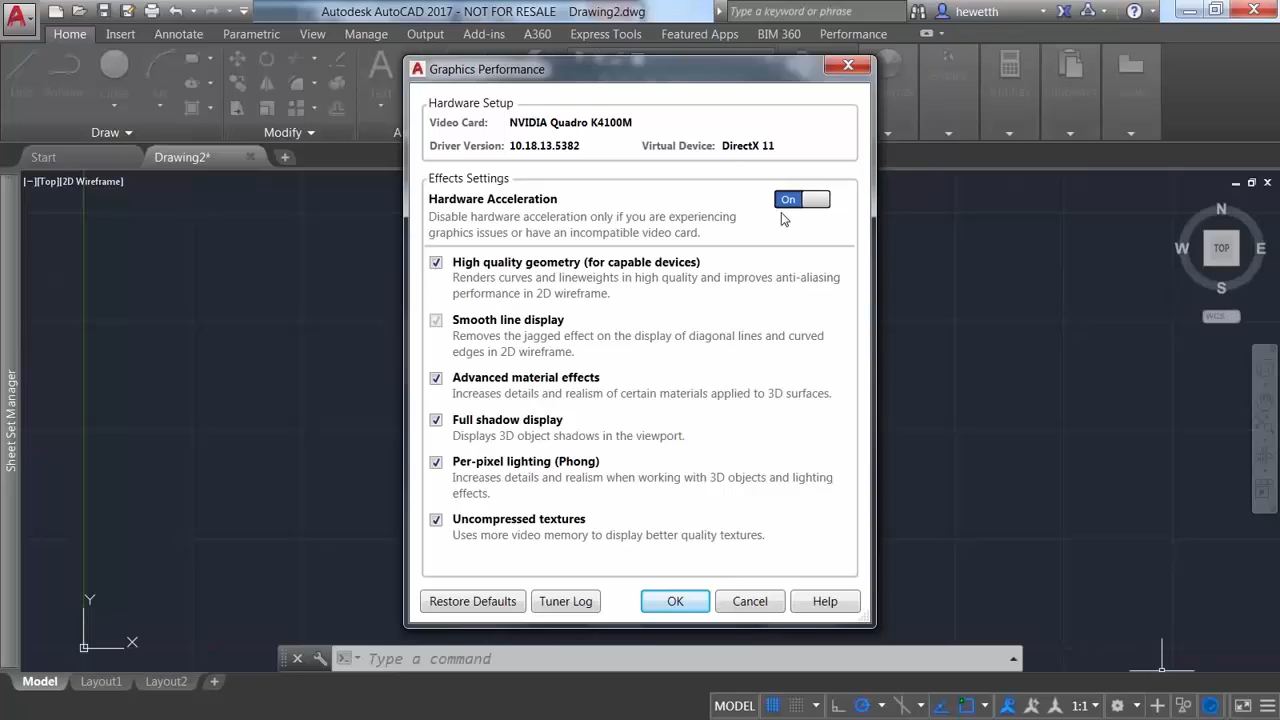 Autodesk AutoCAD 2017 - NOT FOR RESALE Drawing2.dwg
Type a keyword or phrase
hewetth
Home Insert Annotate Parametric View Manage Output Add-ins A360 Express Tools Featured Apps BIM 360 Performance
Draw
Modify
Start
Drawing2*
[−][Top][2D Wireframe]
Sheet Set Manager
Graphics Performance
Hardware Setup
Video Card: NVIDIA Quadro K4100M
Driver Version: 10.18.13.5382 Virtual Device: DirectX 11
Effects Settings
Hardware Acceleration
On
Disable hardware acceleration only if you are experiencing
graphics issues or have an incompatible video card.
High quality geometry (for capable devices)
Renders curves and lineweights in high quality and improves anti-aliasing
performance in 2D wireframe.
Smooth line display
Removes the jagged effect on the display of diagonal lines and curved
edges in 2D wireframe.
Advanced material effects
Increases details and realism of certain materials applied to 3D surfaces.
Full shadow display
Displays 3D object shadows in the viewport.
Per-pixel lighting (Phong)
Increases details and realism when working with 3D objects and lighting
effects.
Uncompressed textures
Uses more video memory to display better quality textures.
Restore Defaults Tuner Log OK Cancel Help
N
W TOP E
S
WCS
Y
X
Type a command
Model Layout1 Layout2
MODEL 1:1